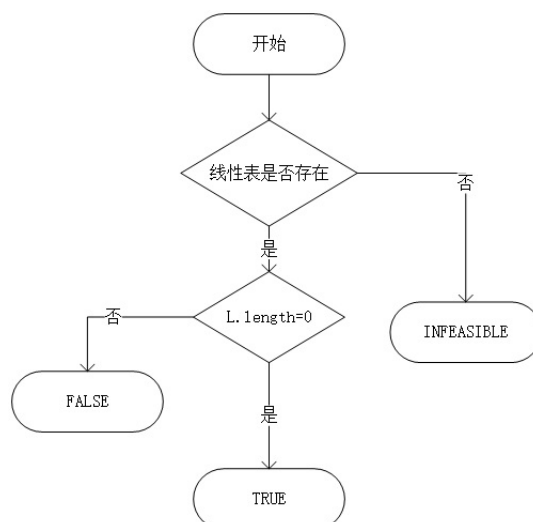 开始
线性表是否存在
否
是
L.length=0
否
INFEASIBLE
FALSE
是
TRUE